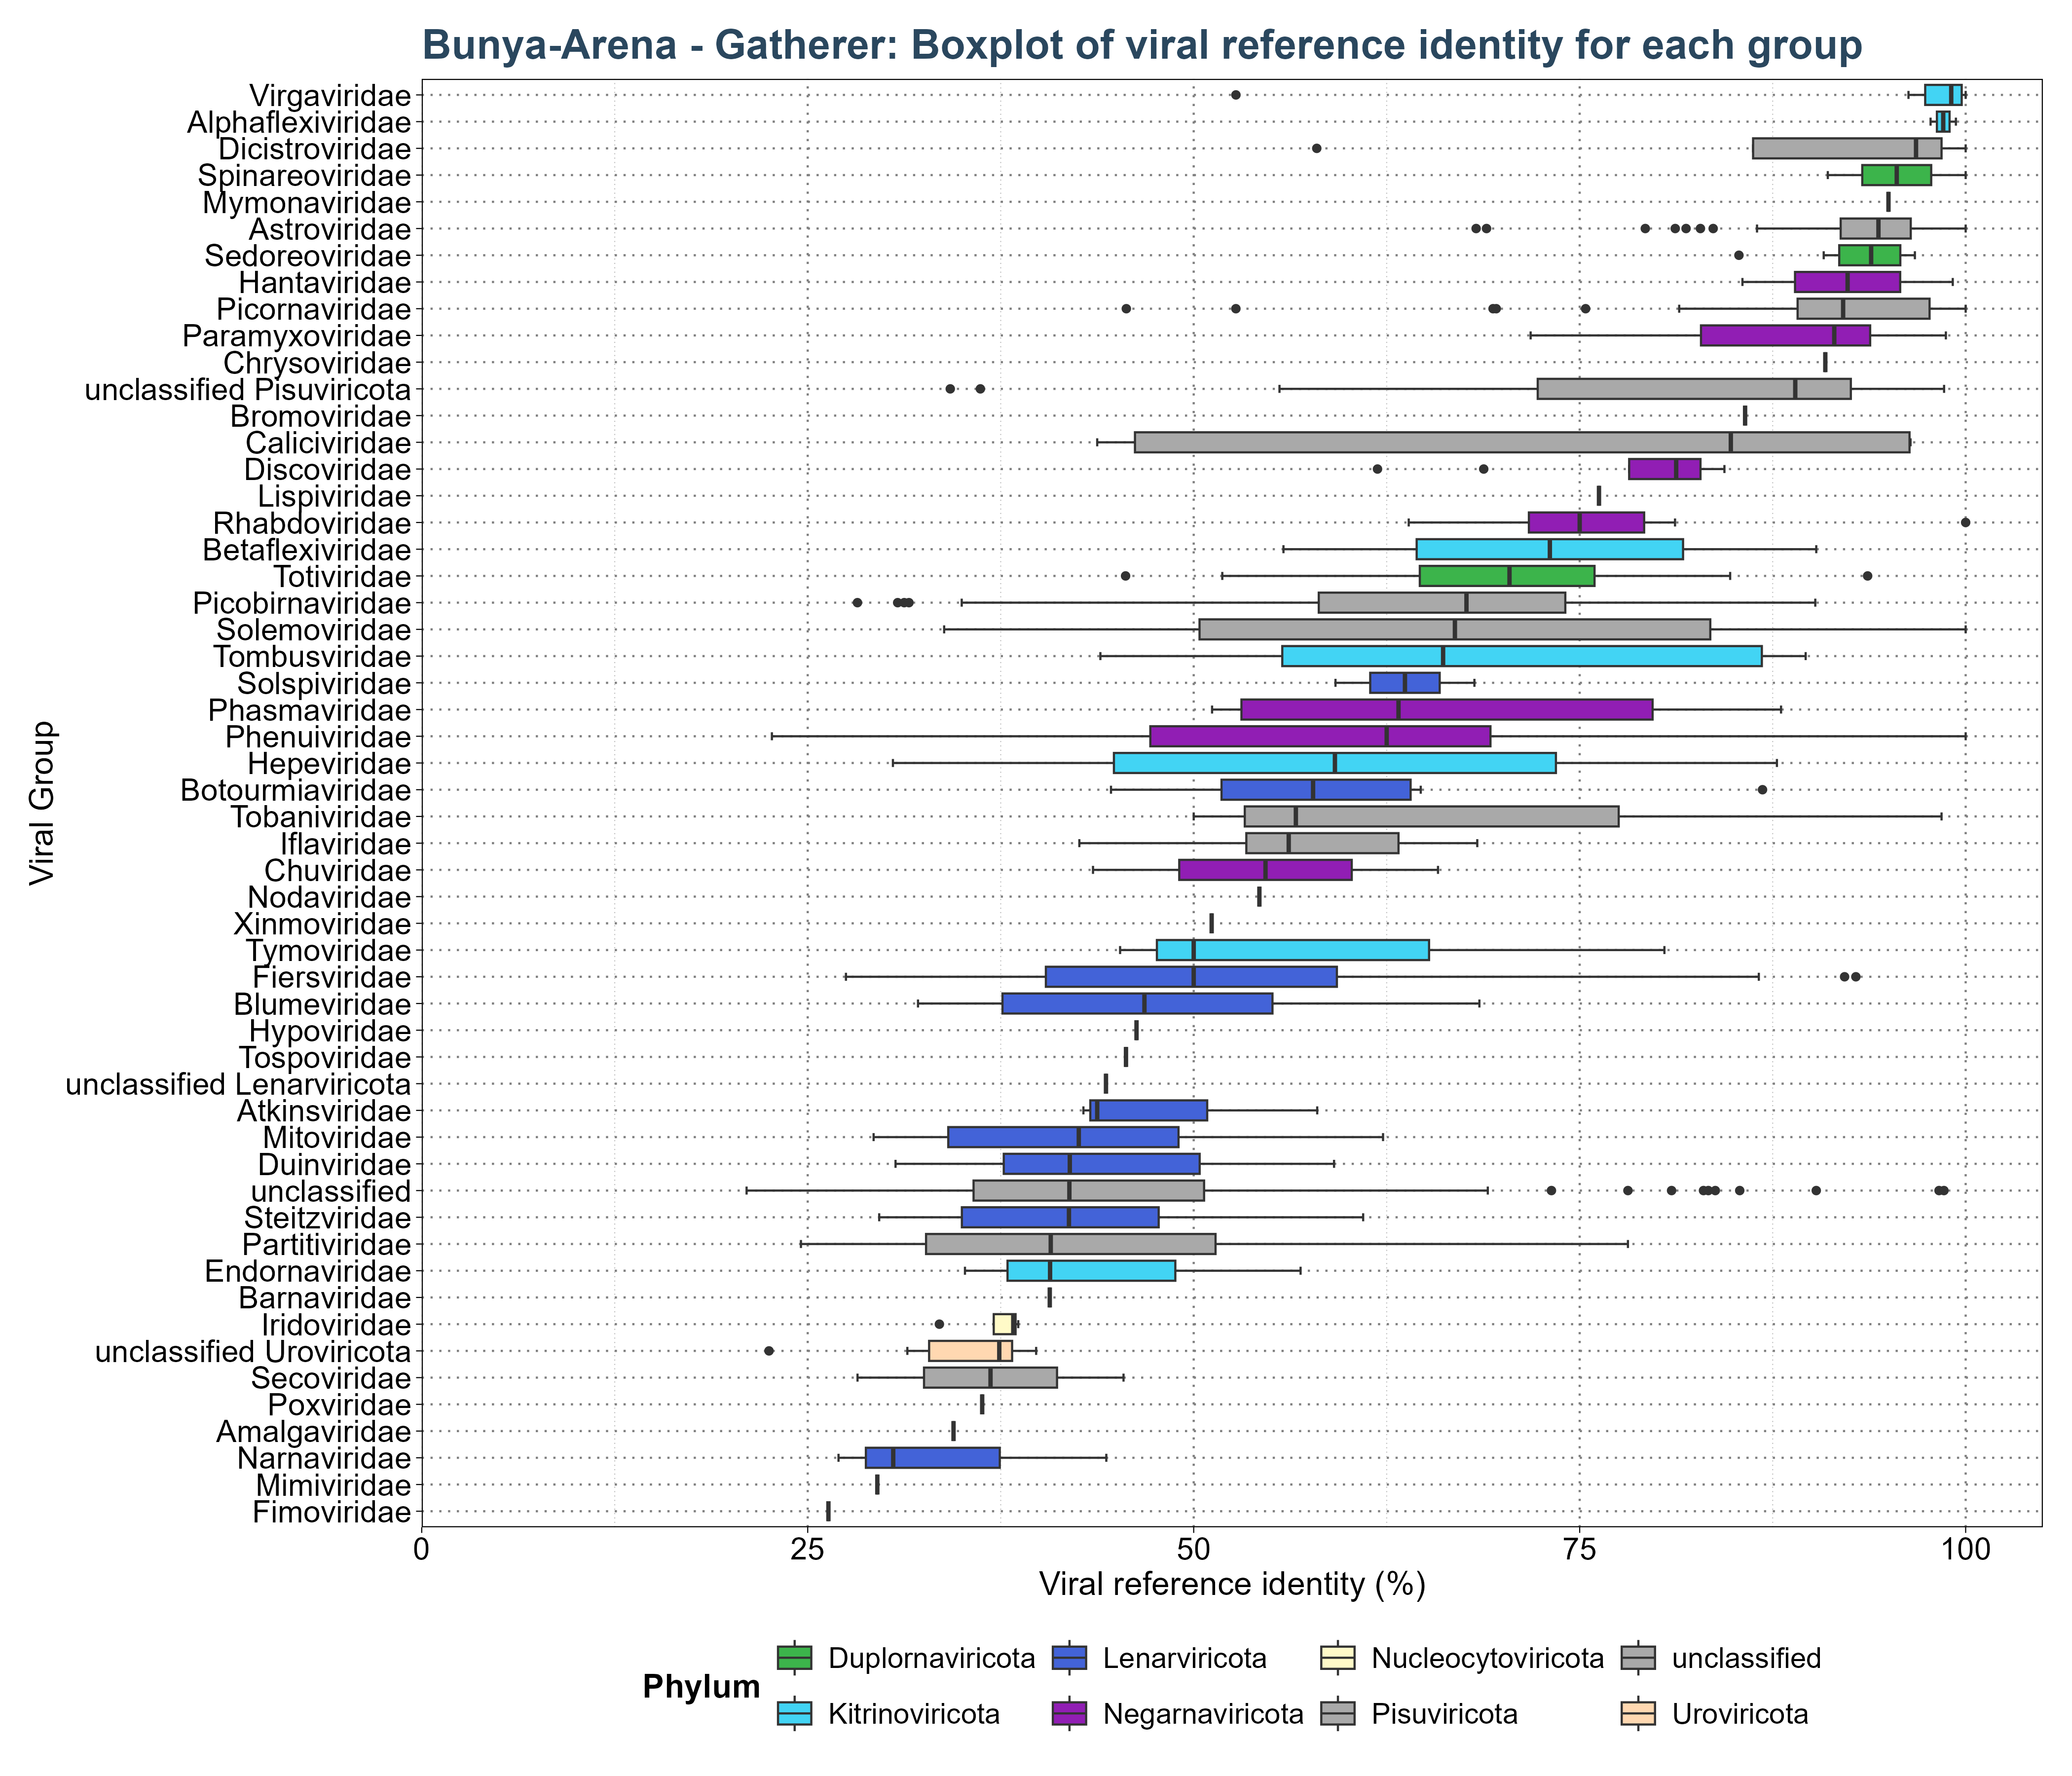 Bunya-Arena - Gatherer: Boxplot of viral reference identity for each group
Viral Group
Virgaviridae
Alphaflexiviridae
Dicistroviridae
Spinareoviridae
Mymonaviridae
Astroviridae
Sedoreoviridae
Hantaviridae
Picornaviridae
Paramyxoviridae
Chrysoviridae
unclassified Pisuviricota
Bromoviridae
Caliciviridae
Discoviridae
Lispiviridae
Rhabdoviridae
Betaflexiviridae
Totiviridae
Picobirnaviridae
Solemoviridae
Tombusviridae
Solspiviridae
Phasmaviridae
Phenuiviridae
Hepeviridae
Botourmiaviridae
Tobaniviridae
Iflaviridae
Chuviridae
Nodaviridae
Xinmoviridae
Tymoviridae
Fiersviridae
Blumeviridae
Hypoviridae
Tospoviridae
unclassified Lenarviricota
Atkinsviridae
Mitoviridae
Duinviridae
unclassified
Steitzviridae
Partitiviridae
Endornaviridae
Barnaviridae
Iridoviridae
unclassified Uroviricota
Secoviridae
Poxviridae
Amalgaviridae
Narnaviridae
Mimiviridae
Fimoviridae
0 25 50 75 100
Viral reference identity (%)
Phylum
Duplornaviricota Lenarviricota Nucleocytoviricota unclassified
Kitrinoviricota Negarnaviricota Pisuviricota Uroviricota